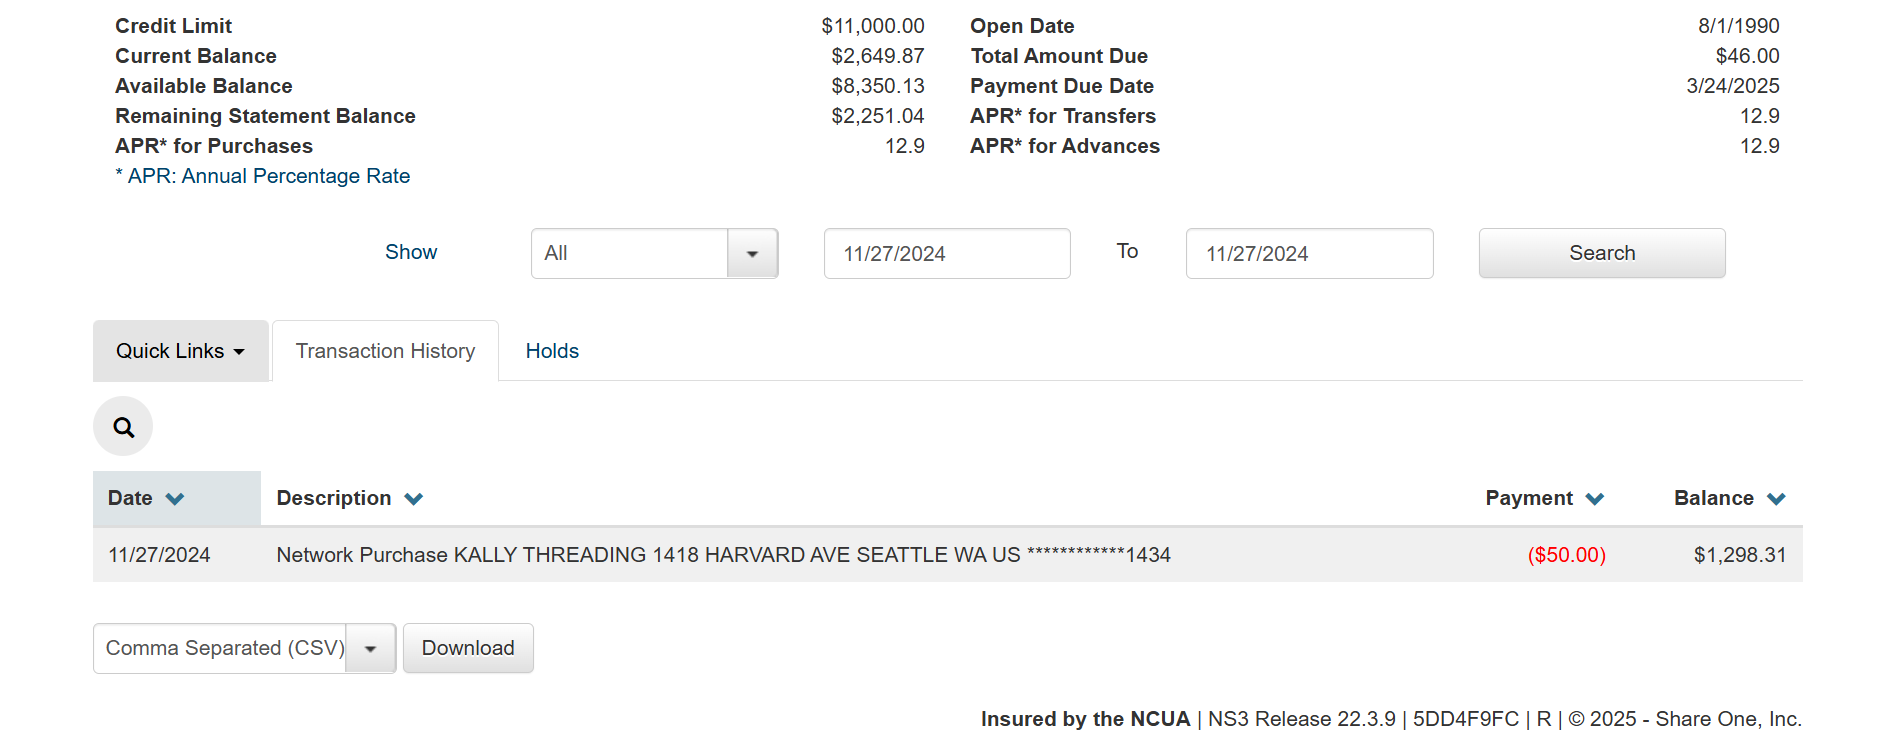 Credit Limit $11,000.00 Open Date 8/1/1990
Current Balance $2,649.87 Total Amount Due $46.00
Available Balance $8,350.13 Payment Due Date 3/24/2025
Remaining Statement Balance $2,251.04 APR* for Transfers 12.9
APR* for Purchases 12.9 APR* for Advances 12.9
* APR: Annual Percentage Rate
Show All 11/27/2024 To 11/27/2024 Search
Quick Links Transaction History Holds
Date Description Payment Balance
11/27/2024 Network Purchase KALLY THREADING 1418 HARVARD AVE SEATTLE WA US ************1434 ($50.00) $1,298.31
Comma Separated (CSV) Download
Insured by the NCUA | NS3 Release 22.3.9 | 5DD4F9FC | R | © 2025 - Share One, Inc.